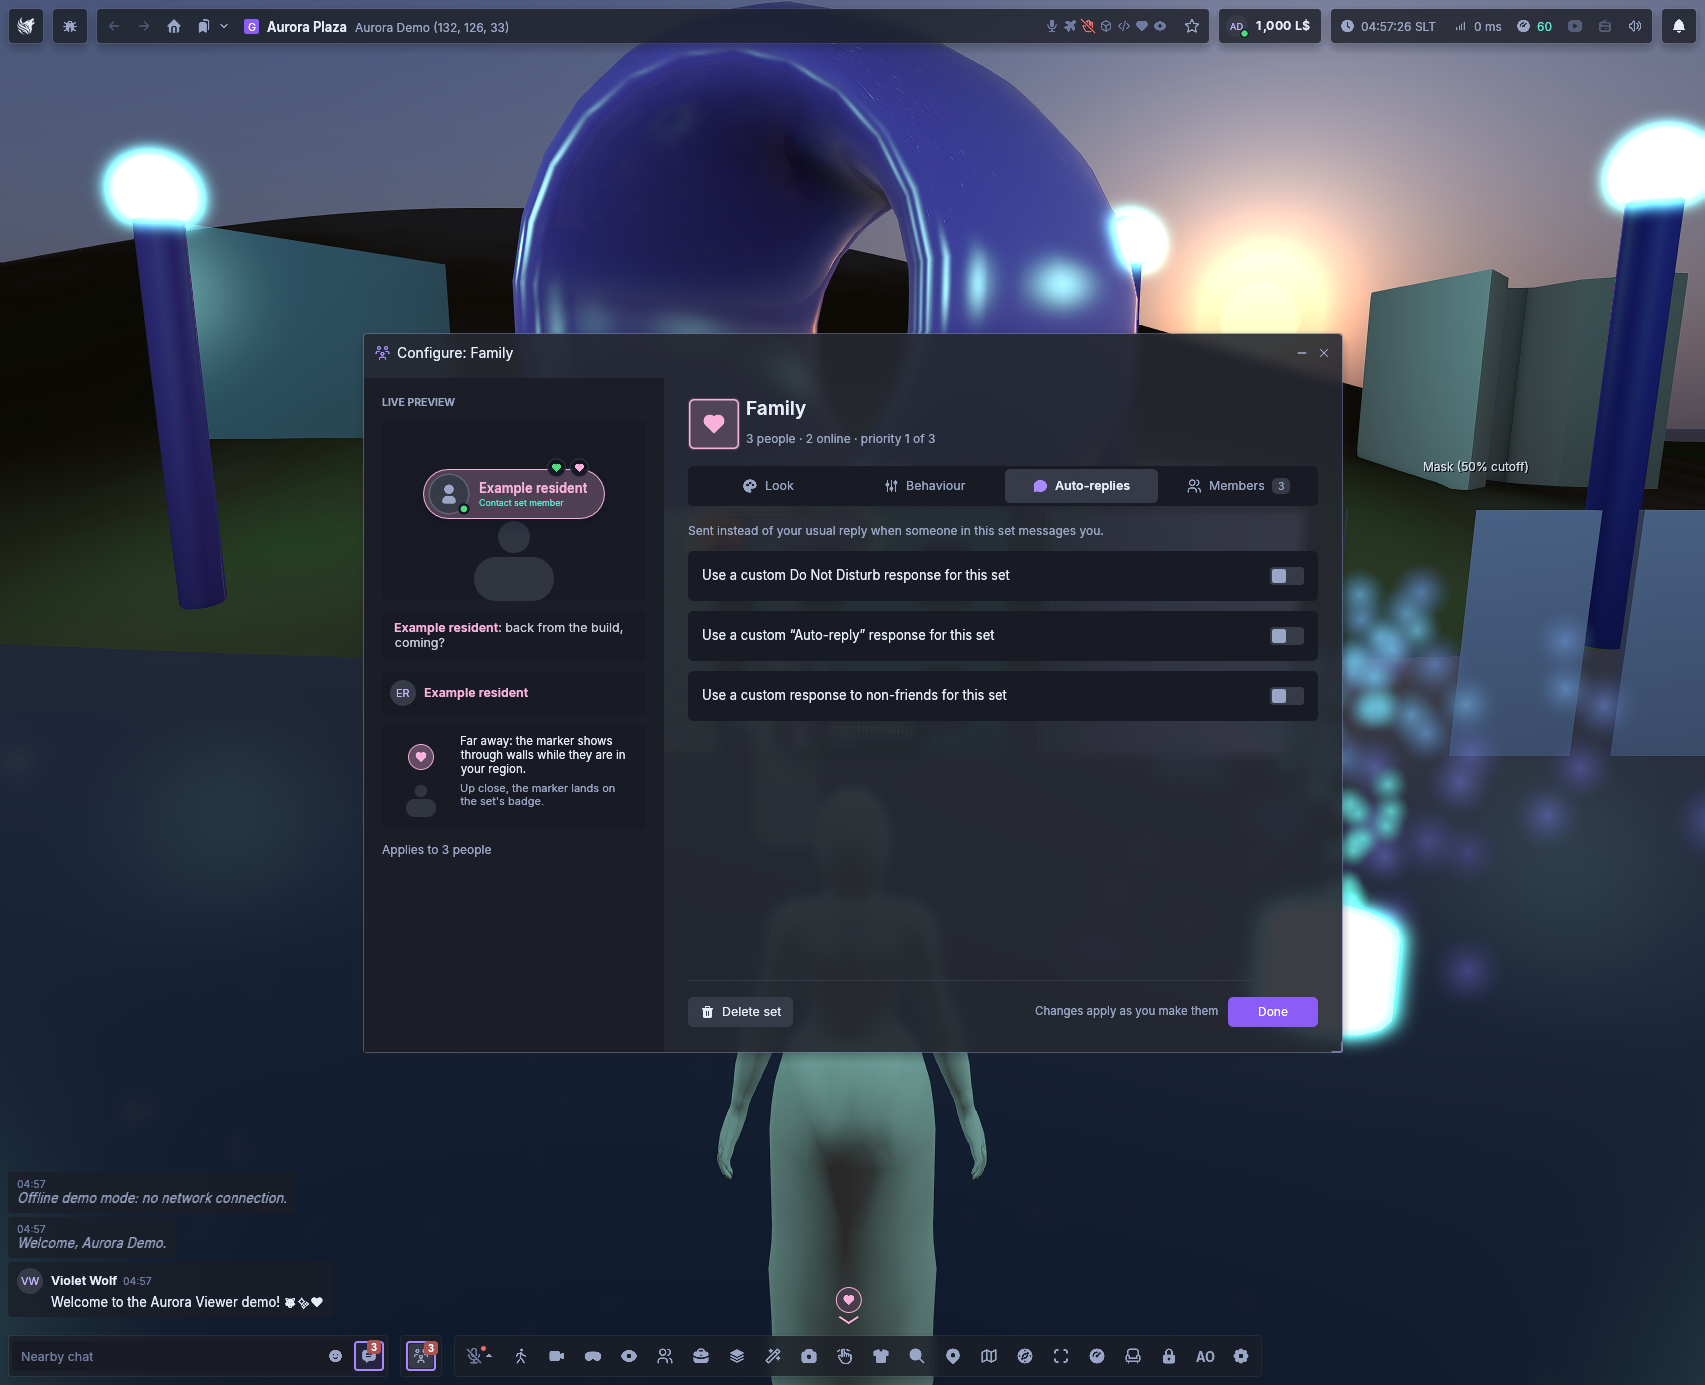 G Aurora Plaza Aurora Demo (132, 126, 33)
AD 1,000 L$
04:57:26 SLT 0 ms 60
Mask (50% cutoff)
Configure: Family
LIVE PREVIEW
Example resident
Contact set member
Example resident: back from the build,
coming?
ER Example resident
Far away: the marker shows
through walls while they are in
your region.
Up close, the marker lands on
the set's badge.
Applies to 3 people
Family
3 people · 2 online · priority 1 of 3
Look Behaviour Auto-replies Members 3
Sent instead of your usual reply when someone in this set messages you.
Use a custom Do Not Disturb response for this set
Use a custom “Auto-reply” response for this set
Use a custom response to non-friends for this set
Delete set
Changes apply as you make them
Done
04:57
Offline demo mode: no network connection.
04:57
Welcome, Aurora Demo.
VW Violet Wolf 04:57
Welcome to the Aurora Viewer demo!
Nearby chat
3
3
AO